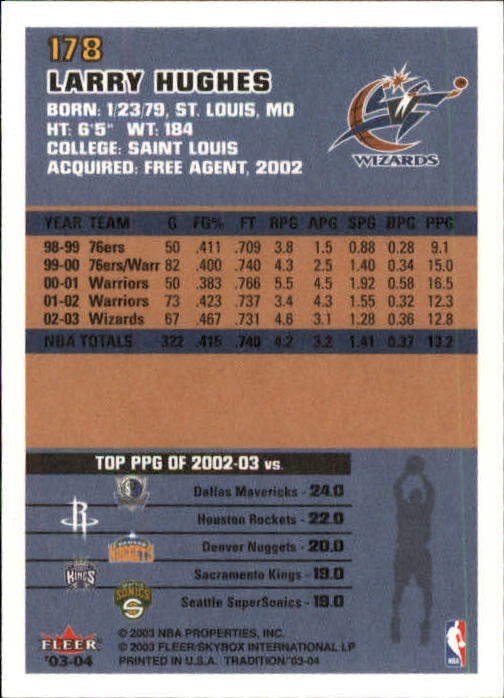 178
LARRY HUGHES
BORN: 1/23/79, ST. LOUIS, MO
HT: 6'5" WT: 184
COLLEGE: SAINT LOUIS
ACQUIRED: FREE AGENT, 2002
WIZARDS
YEAR TEAM G FG% FT RPG APG SPG BPG PPG
98-99 76ers 50 .411 .709 3.8 1.5 0.88 0.28 9.1
99-00 76ers/Warr 82 .400 .740 4.3 2.5 1.40 0.34 15.0
00-01 Warriors 50 .383 .766 5.5 4.5 1.92 0.58 16.5
01-02 Warriors 73 .423 .737 3.4 4.3 1.55 0.32 12.3
02-03 Wizards 67 .467 .731 4.6 3.1 1.28 0.36 12.8
NBA TOTALS 322 .415 .740 4.2 3.2 1.41 0.37 13.2
TOP PPG OF 2002-03 vs.
Dallas Mavericks - 24.0
Houston Rockets - 22.0
Denver Nuggets - 20.0
Sacramento Kings - 19.0
Seattle SuperSonics - 19.0
R
NUGGETS
KINGS
SONICS
FLEER
'03-04
© 2003 NBA PROPERTIES, INC.
© 2003 FLEER/SKYBOX INTERNATIONAL LP
PRINTED IN U.S.A. TRADITION/'03-04
NBA